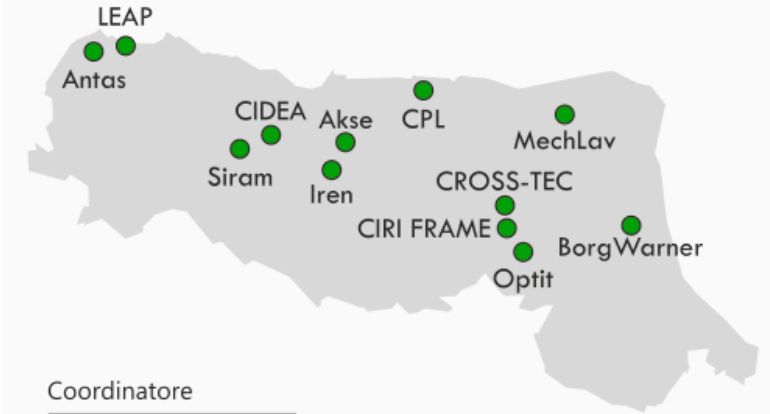 LEAP
Antas
CIDEA
Akse
CPL
MechLav
Siram
Iren
CROSS-TEC
CIRI FRAME
BorgWarner
Optit
Coordinatore